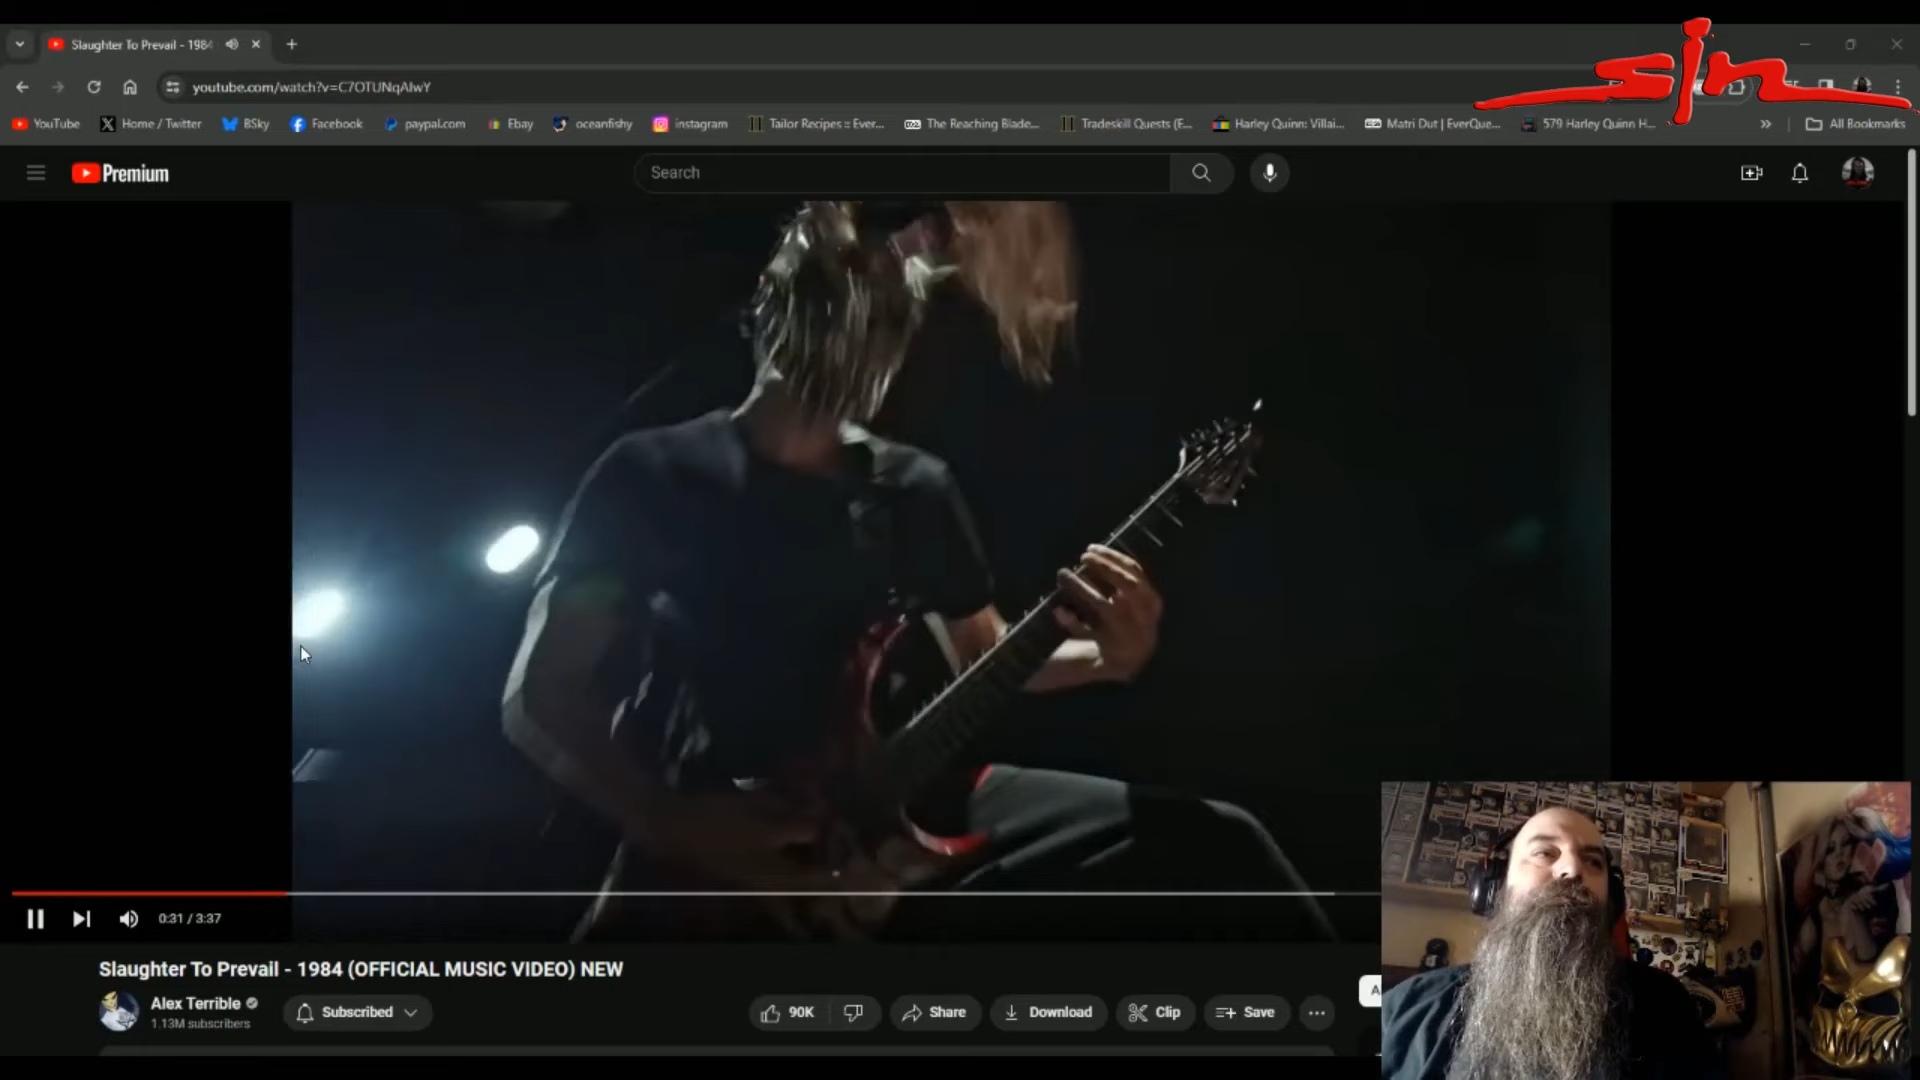 Slaughter To Prevail - 1984
sin
youtube.com/watch?v=C7OTUNqAlwY
YouTube
Home / Twitter
BSky
Facebook
paypal.com
Ebay
oceanfishy
instagram
Tailor Recipes :: Ever...
The Reaching Blade...
Tradeskill Quests (E...
Harley Quinn: Villai...
Matri Dut | EverQue...
579 Harley Quinn H...
»
All Bookmarks
Premium
Search
0:31 / 3:37
Slaughter To Prevail - 1984 (OFFICIAL MUSIC VIDEO) NEW
Alex Terrible
1.13M subscribers
Subscribed
90K
Share
Download
Clip
Save
A